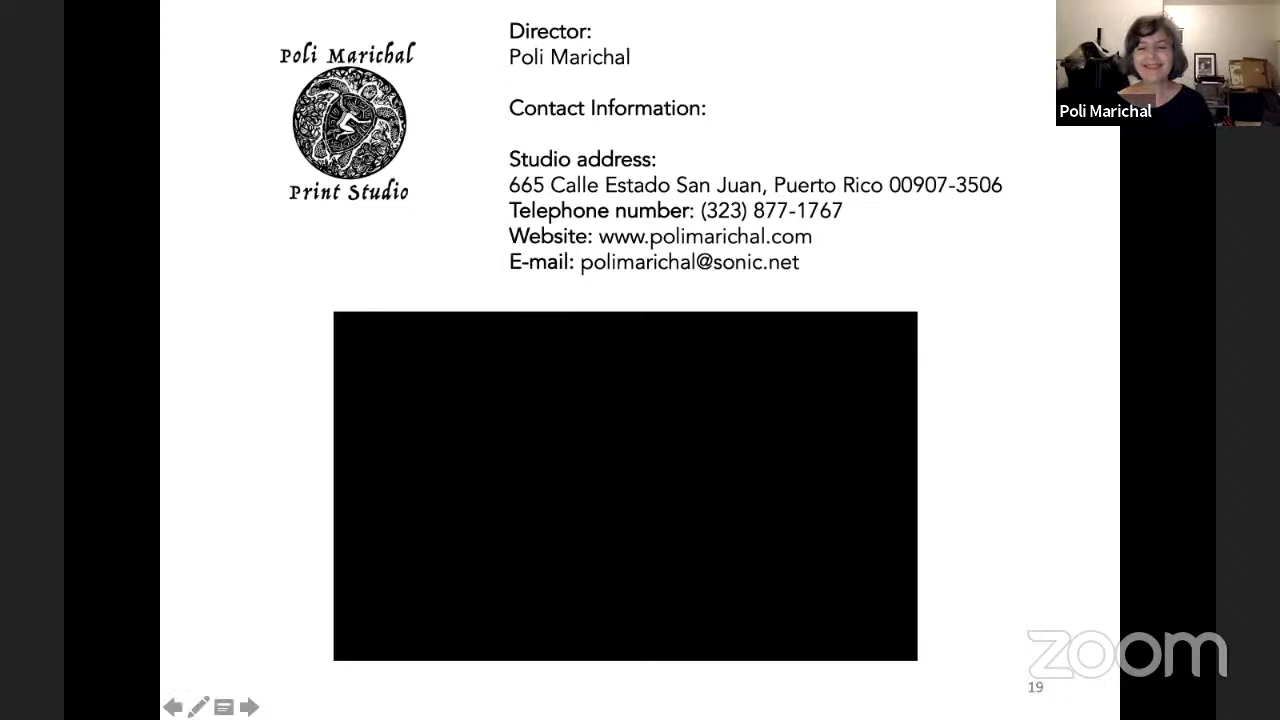 Poli Marichal
Print Studio
Director:
Poli Marichal
Contact Information:
Studio address:
665 Calle Estado San Juan, Puerto Rico 00907-3506
Telephone number: (323) 877-1767
Website: www.polimarichal.com
E-mail: polimarichal@sonic.net
Poli Marichal
zoom
19